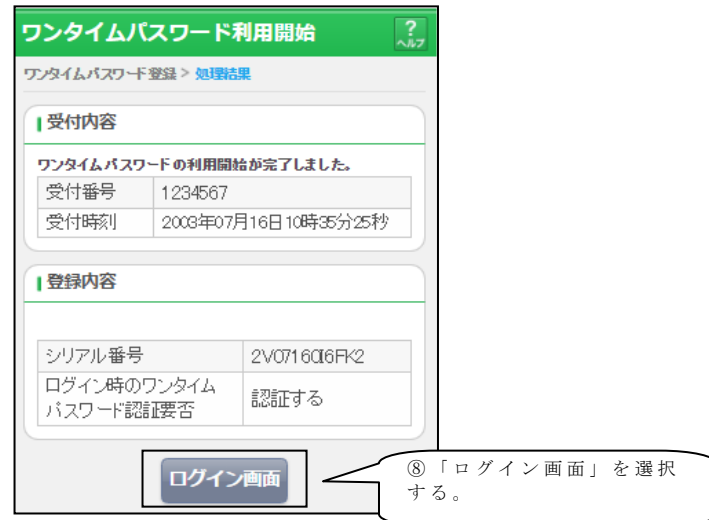 ワンタイムパスワード利用開始
?
ヘルプ
ワンタイムパスワード登録 > 処理結果
受付内容
ワンタイムパスワードの利用開始が完了しました。
受付番号 1234567
受付時刻 2003年07月16日10時35分25秒
登録内容
シリアル番号 2V07160I6FK2
ログイン時のワンタイム
パスワード認証要否 認証する
ログイン画面
⑧「ログイン画面」を選択
する。